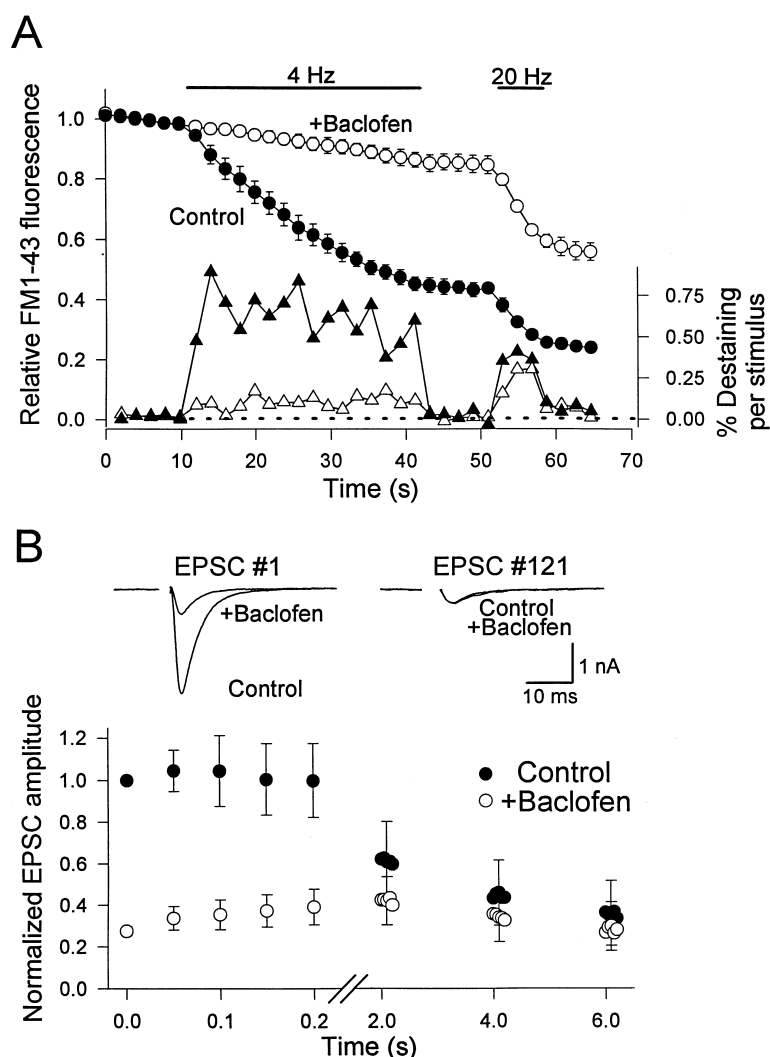 A
4 Hz
20 Hz
+Baclofen
Control
Relative FM1-43 fluorescence
1.0
0.8
0.6
0.4
0.2
0.0
0.75
0.50
0.25
0.00
% Destaining
per stimulus
0 10 20 30 40 50 60 70
Time (s)
B
EPSC #1
EPSC #121
+Baclofen
Control
Control
+Baclofen
1 nA
10 ms
Normalized EPSC amplitude
1.2
1.0
0.8
0.6
0.4
0.2
0.0
Control
+Baclofen
0.0 0.1 0.2 2.0 4.0 6.0
Time (s)